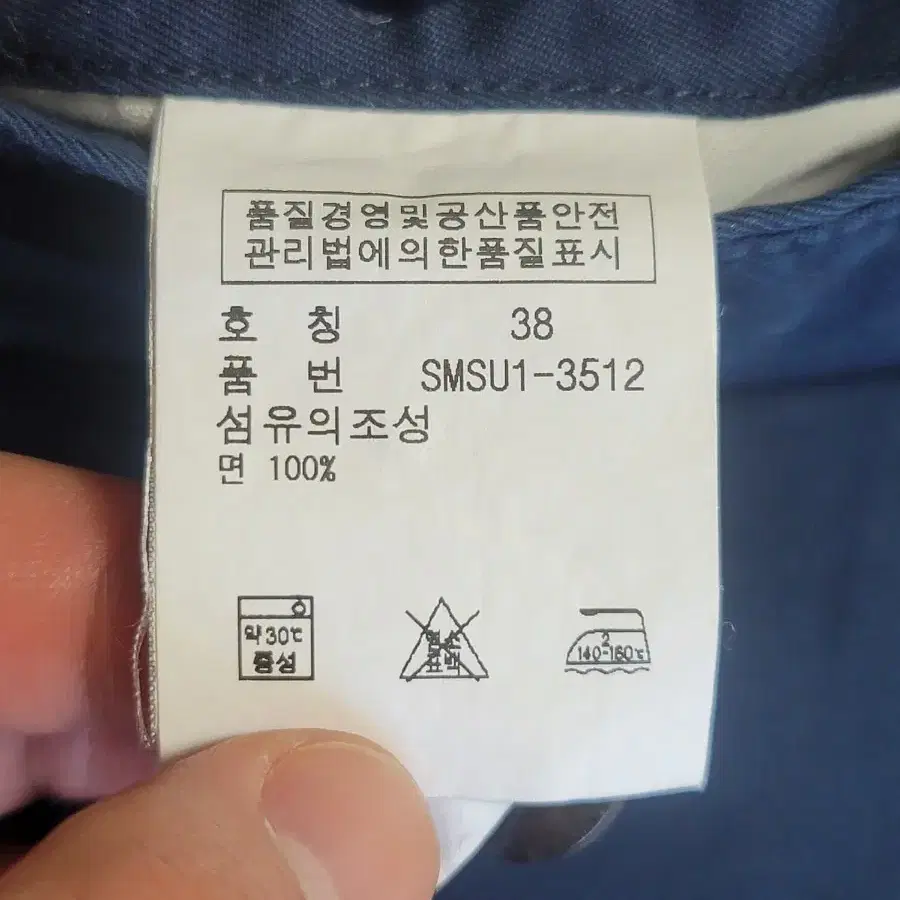 품질경영및공산품안전
관리법에의한품질표시
호 칭 38
품 번 SMSU1-3512
섬유의조성
면 100%
약30℃
중성
염소
표백
2
140-160℃